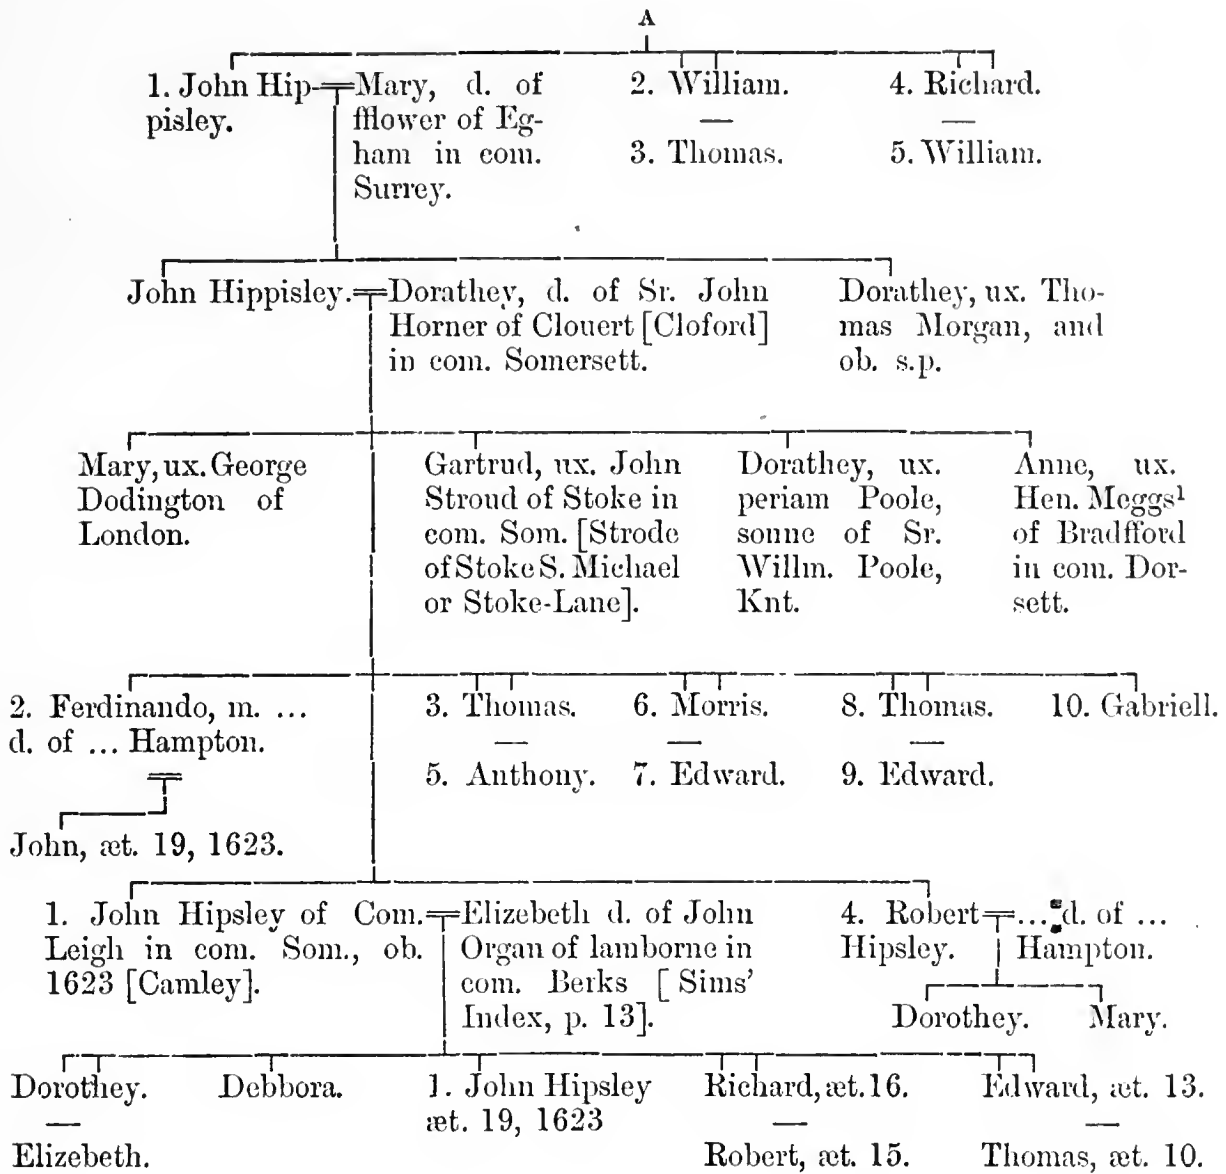 A
1. John Hip-
pisley.
Mary, d. of
fflower of Eg-
ham in com.
Surrey.
2. William.
—
3. Thomas.
4. Richard.
—
5. William.
John Hippisley.
Dorathey, d. of Sr. John
Horner of Clouert [Cloford]
in com. Somersett.
Dorathey, ux. Tho-
mas Morgan, and
ob. s.p.
Mary, ux. George
Dodington of
London.
Gartrud, ux. John
Stroud of Stoke in
com. Som. [Strode
of Stoke S. Michael
or Stoke-Lane].
Dorathey, ux.
periam Poole,
sonne of Sr.
Willm. Poole,
Knt.
Anne, ux.
Hen. Meggs¹
of Bradfford
in com. Dor-
sett.
2. Ferdinando, m. ...
d. of ... Hampton.
John, æt. 19, 1623.
3. Thomas.
—
5. Anthony.
6. Morris.
—
7. Edward.
8. Thomas.
—
9. Edward.
10. Gabriell.
1. John Hipsley of Com.
Leigh in com. Som., ob.
1623 [Camley].
Elizebeth d. of John
Organ of lamborne in
com. Berks [Sims'
Index, p. 13].
4. Robert
Hipsley.
... d. of ...
Hampton.
Dorothey.
Mary.
Dorothey.
—
Elizebeth.
Debbora.
1. John Hipsley
æt. 19, 1623
Richard, æt. 16.
—
Robert, æt. 15.
Edward, æt. 13.
—
Thomas, æt. 10.